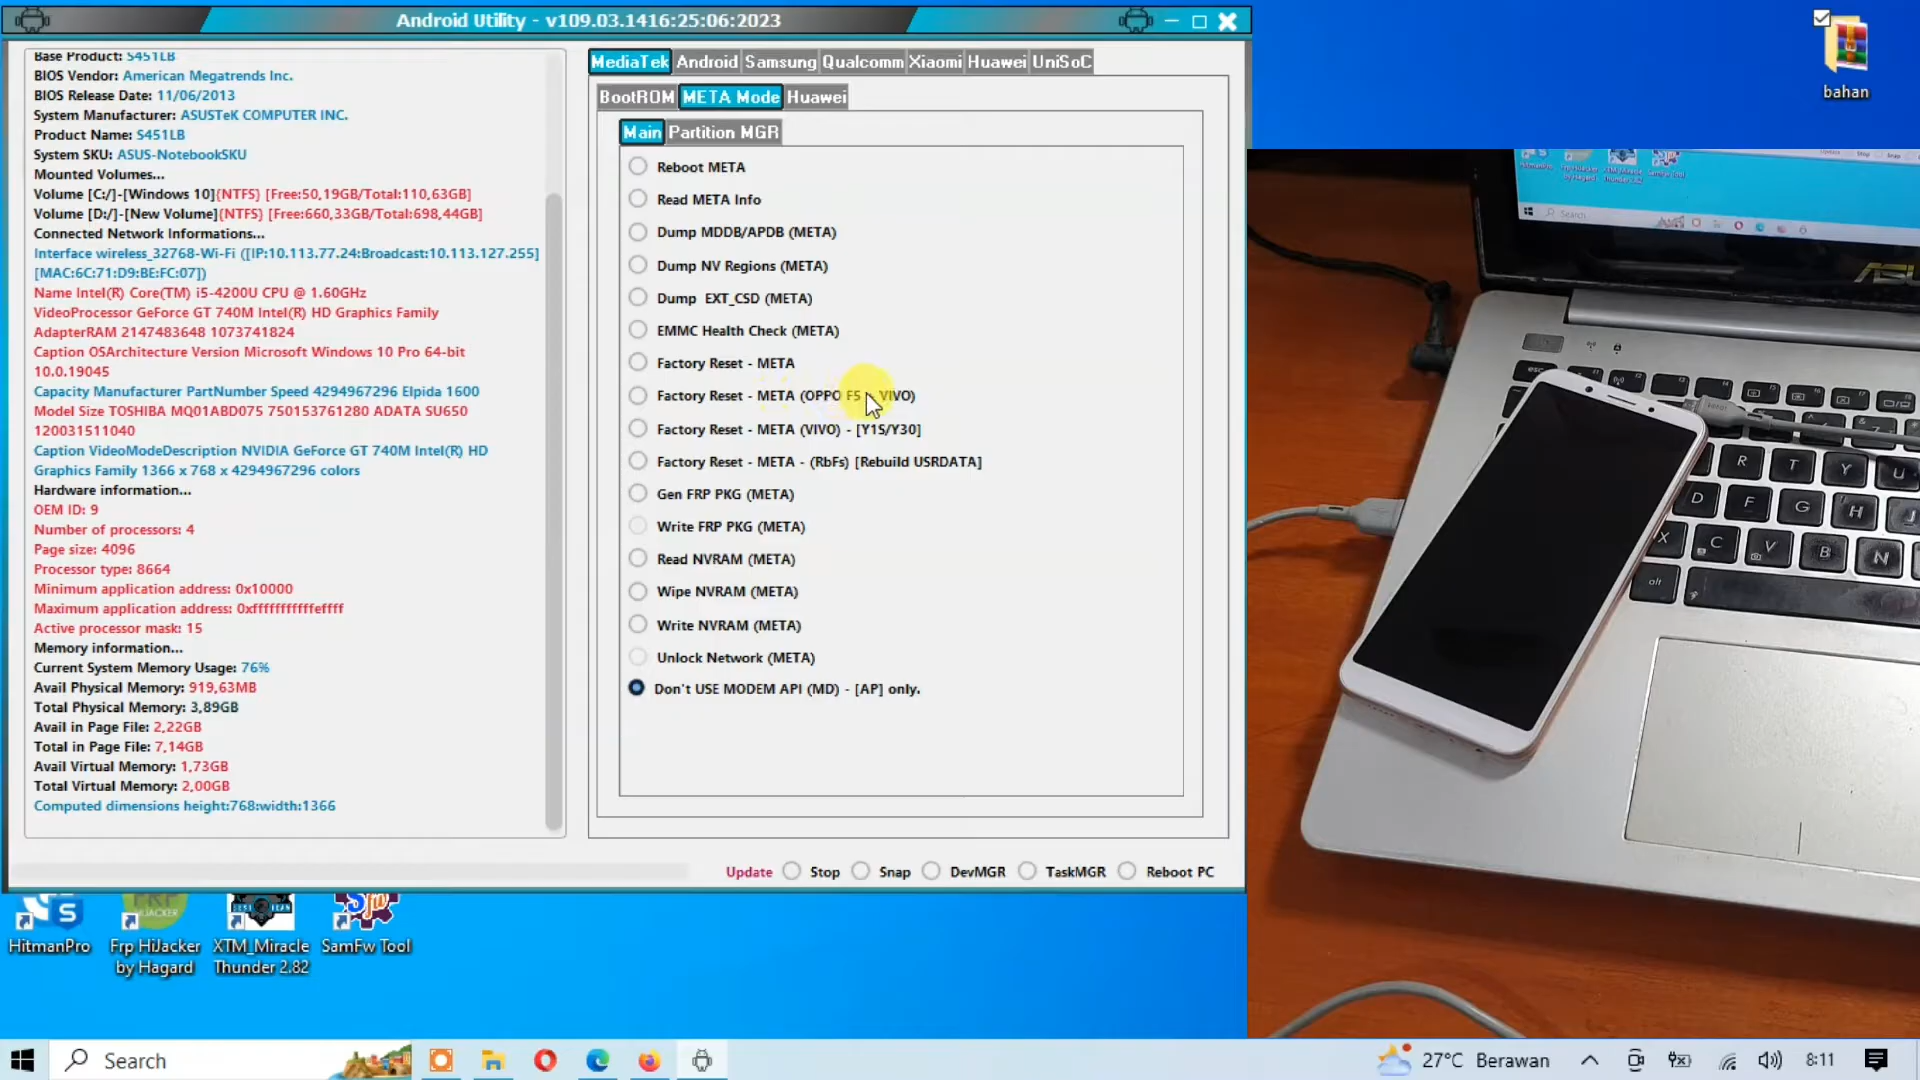 Android Utility - v109.03.1416:25:06:2023
Base Product: S451LB
BIOS Vendor: American Megatrends Inc.
BIOS Release Date: 11/06/2013
System Manufacturer: ASUSTeK COMPUTER INC.
Product Name: S451LB
System SKU: ASUS-NotebookSKU
Mounted Volumes...
Volume [C:/]-[Windows 10]{NTFS} [Free:50,19GB/Total:110,63GB]
Volume [D:/]-[New Volume]{NTFS} [Free:660,33GB/Total:698,44GB]
Connected Network Informations...
Interface wireless_32768-Wi-Fi ([IP:10.113.77.24:Broadcast:10.113.127.255]
[MAC:6C:71:D9:BE:FC:07])
Name Intel(R) Core(TM) i5-4200U CPU @ 1.60GHz
VideoProcessor GeForce GT 740M Intel(R) HD Graphics Family
AdapterRAM 2147483648 1073741824
Caption OSArchitecture Version Microsoft Windows 10 Pro 64-bit
10.0.19045
Capacity Manufacturer PartNumber Speed 4294967296 Elpida 1600
Model Size TOSHIBA MQ01ABD075 750153761280 ADATA SU650
120031511040
Caption VideoModeDescription NVIDIA GeForce GT 740M Intel(R) HD
Graphics Family 1366 x 768 x 4294967296 colors
Hardware information...
OEM ID: 9
Number of processors: 4
Page size: 4096
Processor type: 8664
Minimum application address: 0x10000
Maximum application address: 0xfffffffffffeffff
Active processor mask: 15
Memory information...
Current System Memory Usage: 76%
Avail Physical Memory: 919,63MB
Total Physical Memory: 3,89GB
Avail in Page File: 2,22GB
Total in Page File: 7,14GB
Avail Virtual Memory: 1,73GB
Total Virtual Memory: 2,00GB
Computed dimensions height:768:width:1366
MediaTek Android Samsung Qualcomm Xiaomi Huawei UniSoC
BootROM META Mode Huawei
Main Partition MGR
Reboot META
Read META Info
Dump MDDB/APDB (META)
Dump NV Regions (META)
Dump EXT_CSD (META)
EMMC Health Check (META)
Factory Reset - META
Factory Reset - META (OPPO F5 VIVO)
Factory Reset - META (VIVO) - [Y1S/Y30]
Factory Reset - META - (RbFs) [Rebuild USRDATA]
Gen FRP PKG (META)
Write FRP PKG (META)
Read NVRAM (META)
Wipe NVRAM (META)
Write NVRAM (META)
Unlock Network (META)
Don't USE MODEM API (MD) - [AP] only.
Update Stop Snap DevMGR TaskMGR Reboot PC
bahan
HitmanPro
Frp HiJacker
by Hagard
XTM_Miracle
Thunder 2.82
SamFw Tool
Search
27°C Berawan
8:11
esc
R T Y U
D F G H J
X C V B N
alt